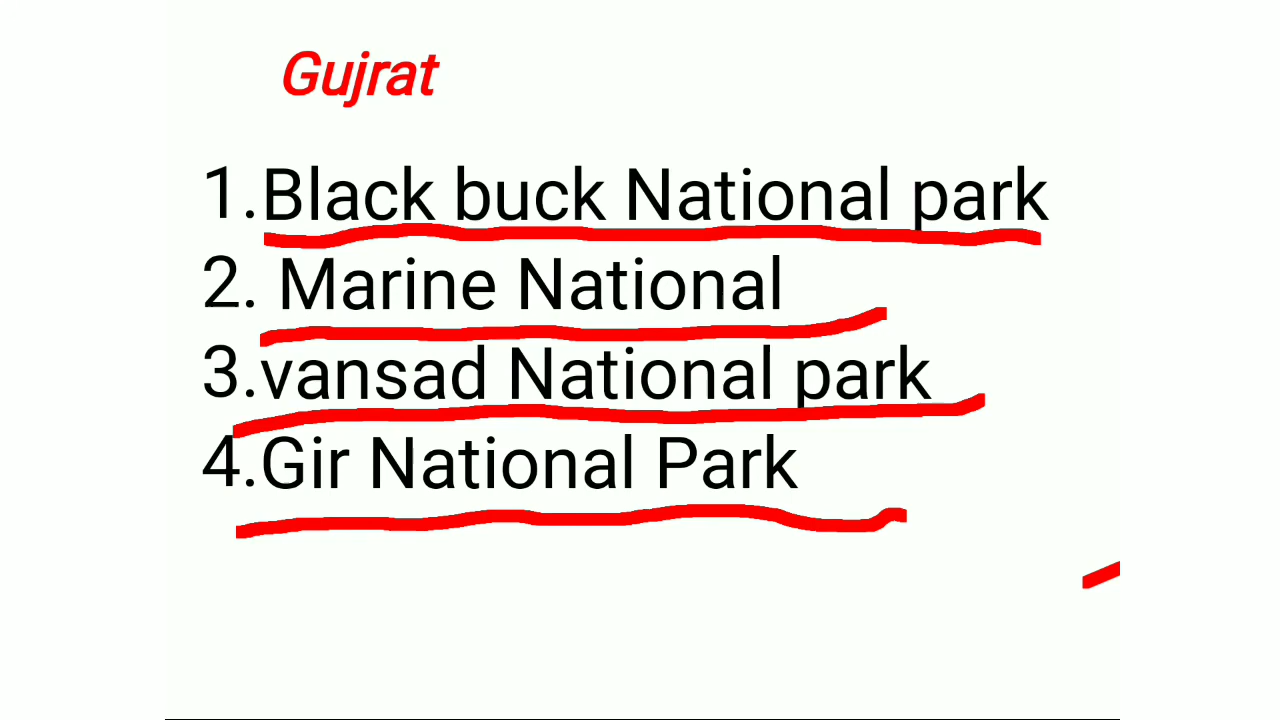 Gujrat
1.Black buck National park
2. Marine National
3.vansad National park
4.Gir National Park